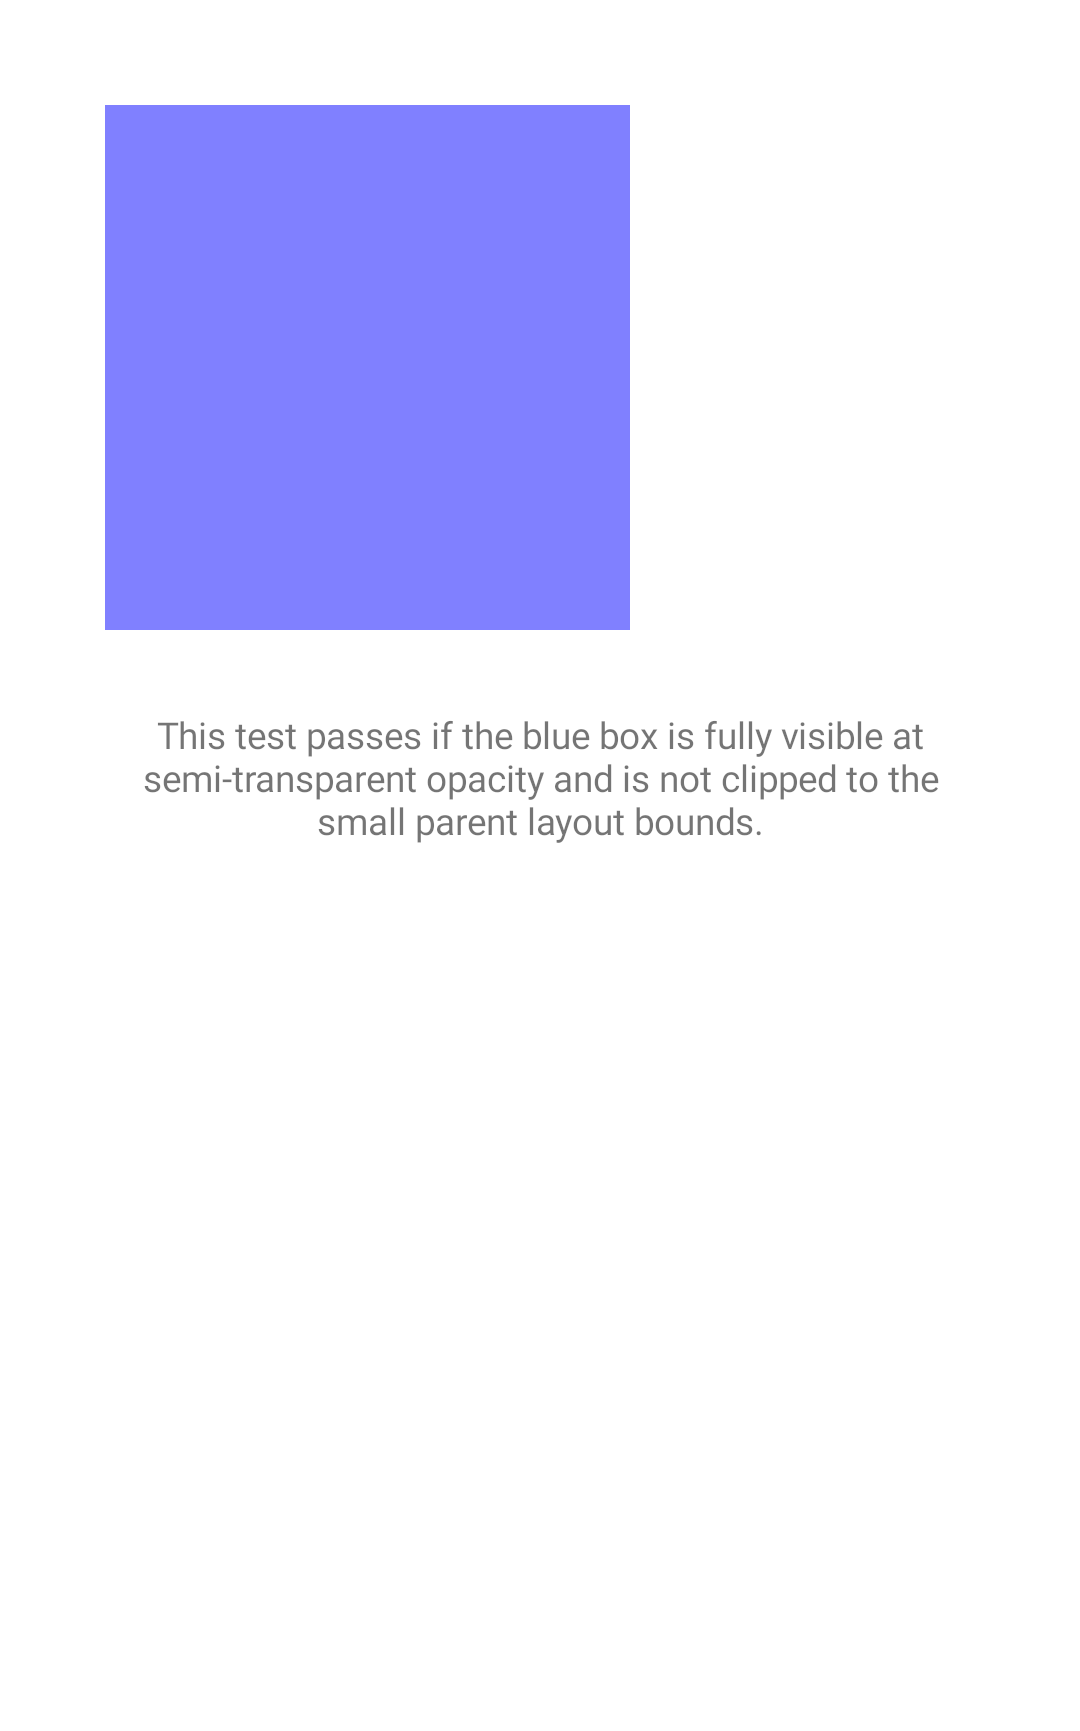 This test passes if the blue box is fully visible at
semi-transparent opacity and is not clipped to the
small parent layout bounds.